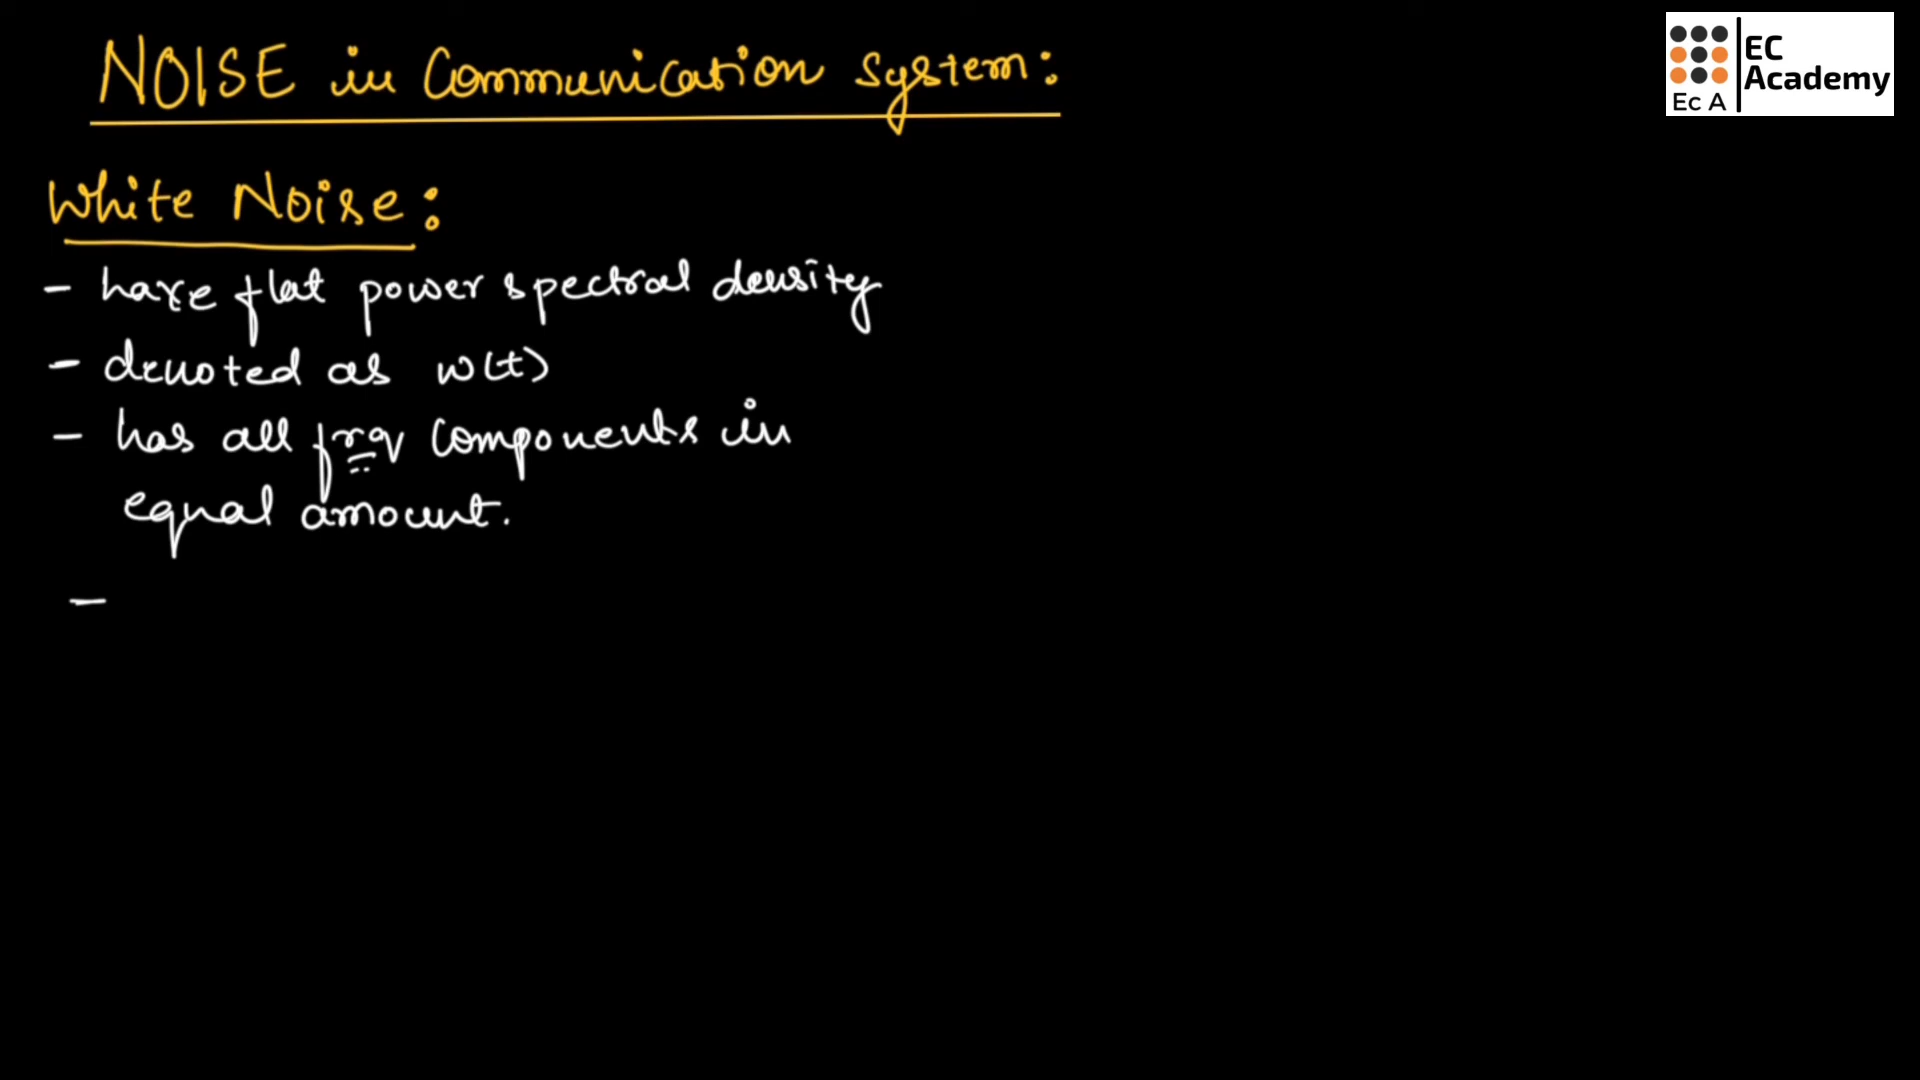 NOISE in Communication system:
EC
Academy
Ec A
White Noise:
- have flat power spectral density
- denoted as w(t)
- has all frq components in
equal amount.
-